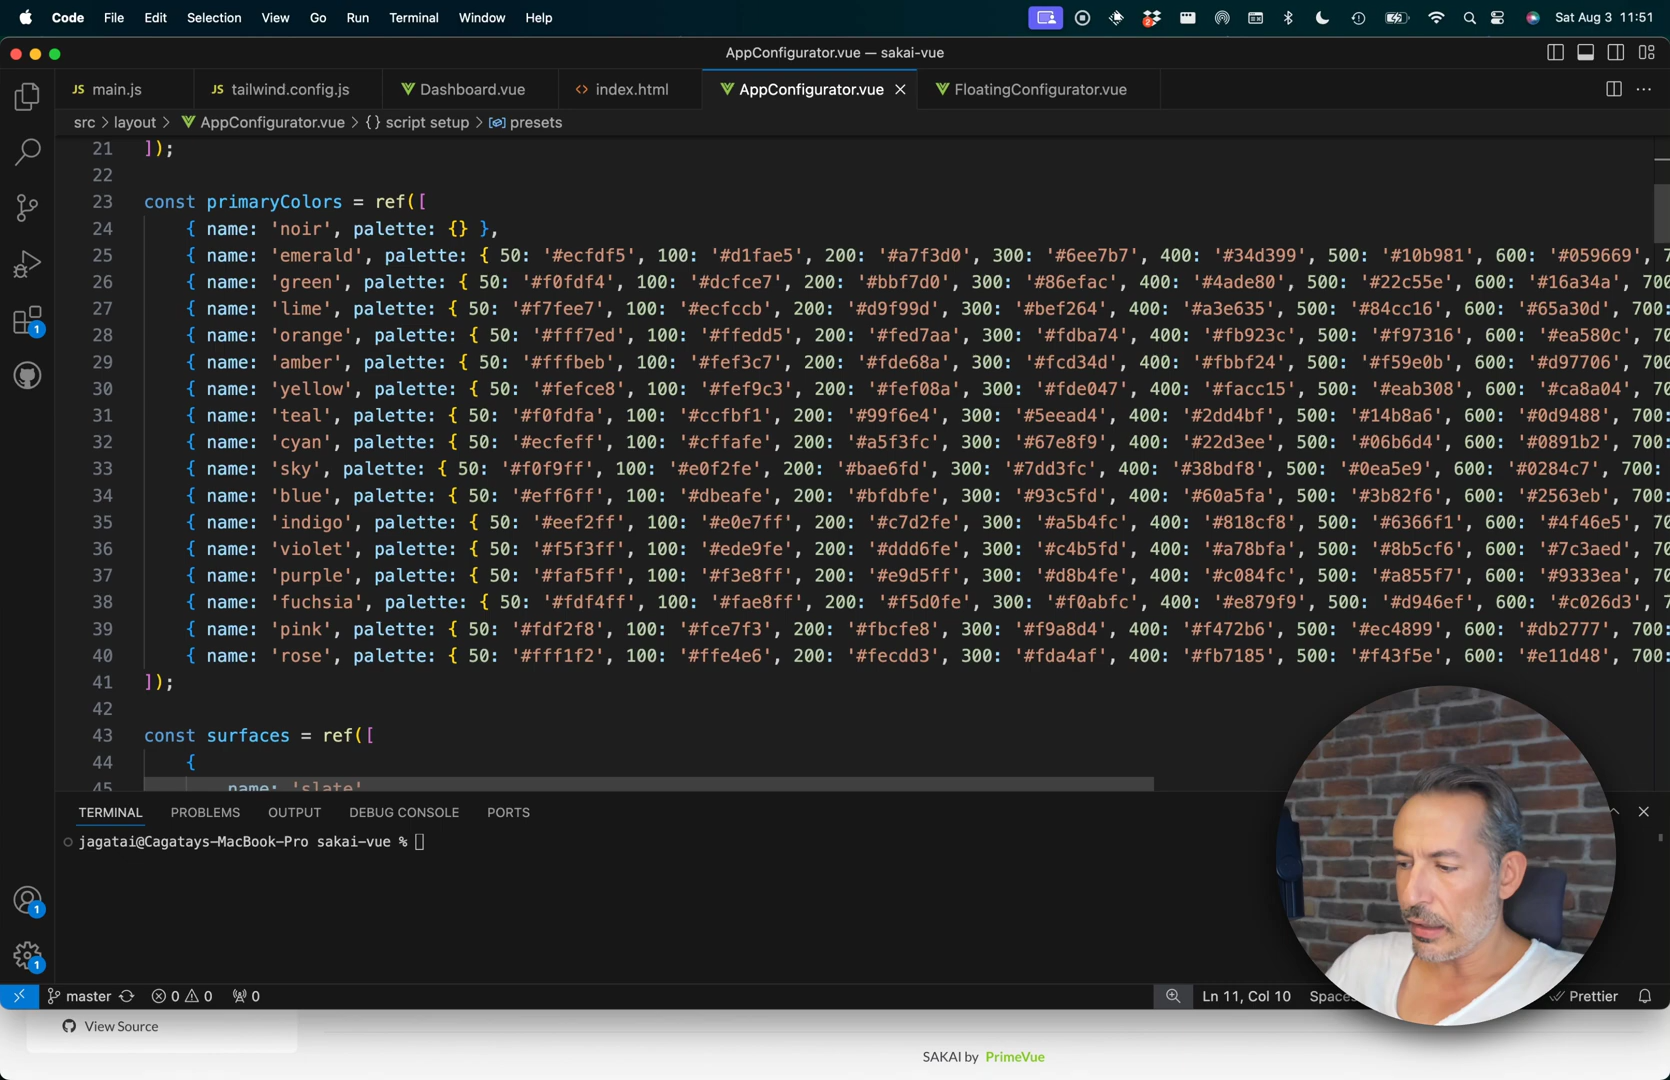 Code File Edit Selection View Go Run Terminal Window Help Sat Aug 3 11:51
AppConfigurator.vue — sakai-vue
JS main.js JS tailwind.config.js Dashboard.vue <> index.html AppConfigurator.vue FloatingConfigurator.vue
src > layout > AppConfigurator.vue > {} script setup > presets
21 ]);
22
23 const primaryColors = ref([
24 { name: 'noir', palette: {} },
25 { name: 'emerald', palette: { 50: '#ecfdf5', 100: '#d1fae5', 200: '#a7f3d0', 300: '#6ee7b7', 400: '#34d399', 500: '#10b981', 600: '#059669', 7
26 { name: 'green', palette: { 50: '#f0fdf4', 100: '#dcfce7', 200: '#bbf7d0', 300: '#86efac', 400: '#4ade80', 500: '#22c55e', 600: '#16a34a', 700
27 { name: 'lime', palette: { 50: '#f7fee7', 100: '#ecfccb', 200: '#d9f99d', 300: '#bef264', 400: '#a3e635', 500: '#84cc16', 600: '#65a30d', 700:
28 { name: 'orange', palette: { 50: '#fff7ed', 100: '#ffedd5', 200: '#fed7aa', 300: '#fdba74', 400: '#fb923c', 500: '#f97316', 600: '#ea580c', 70
29 { name: 'amber', palette: { 50: '#fffbeb', 100: '#fef3c7', 200: '#fde68a', 300: '#fcd34d', 400: '#fbbf24', 500: '#f59e0b', 600: '#d97706', 700
30 { name: 'yellow', palette: { 50: '#fefce8', 100: '#fef9c3', 200: '#fef08a', 300: '#fde047', 400: '#facc15', 500: '#eab308', 600: '#ca8a04', 70
31 { name: 'teal', palette: { 50: '#f0fdfa', 100: '#ccfbf1', 200: '#99f6e4', 300: '#5eead4', 400: '#2dd4bf', 500: '#14b8a6', 600: '#0d9488', 700:
32 { name: 'cyan', palette: { 50: '#ecfeff', 100: '#cffafe', 200: '#a5f3fc', 300: '#67e8f9', 400: '#22d3ee', 500: '#06b6d4', 600: '#0891b2', 700:
33 { name: 'sky', palette: { 50: '#f0f9ff', 100: '#e0f2fe', 200: '#bae6fd', 300: '#7dd3fc', 400: '#38bdf8', 500: '#0ea5e9', 600: '#0284c7', 700:
34 { name: 'blue', palette: { 50: '#eff6ff', 100: '#dbeafe', 200: '#bfdbfe', 300: '#93c5fd', 400: '#60a5fa', 500: '#3b82f6', 600: '#2563eb', 700:
35 { name: 'indigo', palette: { 50: '#eef2ff', 100: '#e0e7ff', 200: '#c7d2fe', 300: '#a5b4fc', 400: '#818cf8', 500: '#6366f1', 600: '#4f46e5', 70
36 { name: 'violet', palette: { 50: '#f5f3ff', 100: '#ede9fe', 200: '#ddd6fe', 300: '#c4b5fd', 400: '#a78bfa', 500: '#8b5cf6', 600: '#7c3aed', 70
37 { name: 'purple', palette: { 50: '#faf5ff', 100: '#f3e8ff', 200: '#e9d5ff', 300: '#d8b4fe', 400: '#c084fc', 500: '#a855f7', 600: '#9333ea', 70
38 { name: 'fuchsia', palette: { 50: '#fdf4ff', 100: '#fae8ff', 200: '#f5d0fe', 300: '#f0abfc', 400: '#e879f9', 500: '#d946ef', 600: '#c026d3', 7
39 { name: 'pink', palette: { 50: '#fdf2f8', 100: '#fce7f3', 200: '#fbcfe8', 300: '#f9a8d4', 400: '#f472b6', 500: '#ec4899', 600: '#db2777', 700:
40 { name: 'rose', palette: { 50: '#fff1f2', 100: '#ffe4e6', 200: '#fecdd3', 300: '#fda4af', 400: '#fb7185', 500: '#f43f5e', 600: '#e11d48', 700:
41 ]);
42
43 const surfaces = ref([
44 {
45 name: 'slate'
TERMINAL PROBLEMS OUTPUT DEBUG CONSOLE PORTS
jagatai@Cagatays-MacBook-Pro sakai-vue %
master 0 0 0 Ln 11, Col 10 Spaces Prettier
View Source
SAKAI by PrimeVue